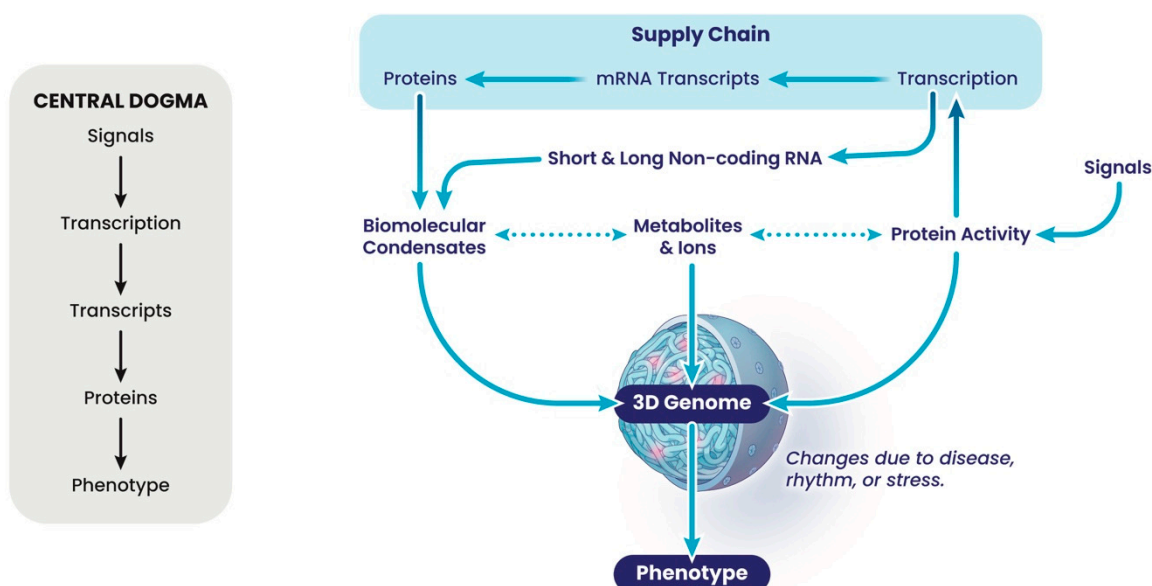 CENTRAL DOGMA
Signals
Transcription
Transcripts
Proteins
Phenotype
Supply Chain
Proteins
mRNA Transcripts
Transcription
Short & Long Non-coding RNA
Signals
Biomolecular
Condensates
Metabolites
& Ions
Protein Activity
3D Genome
Changes due to disease,
rhythm, or stress.
Phenotype